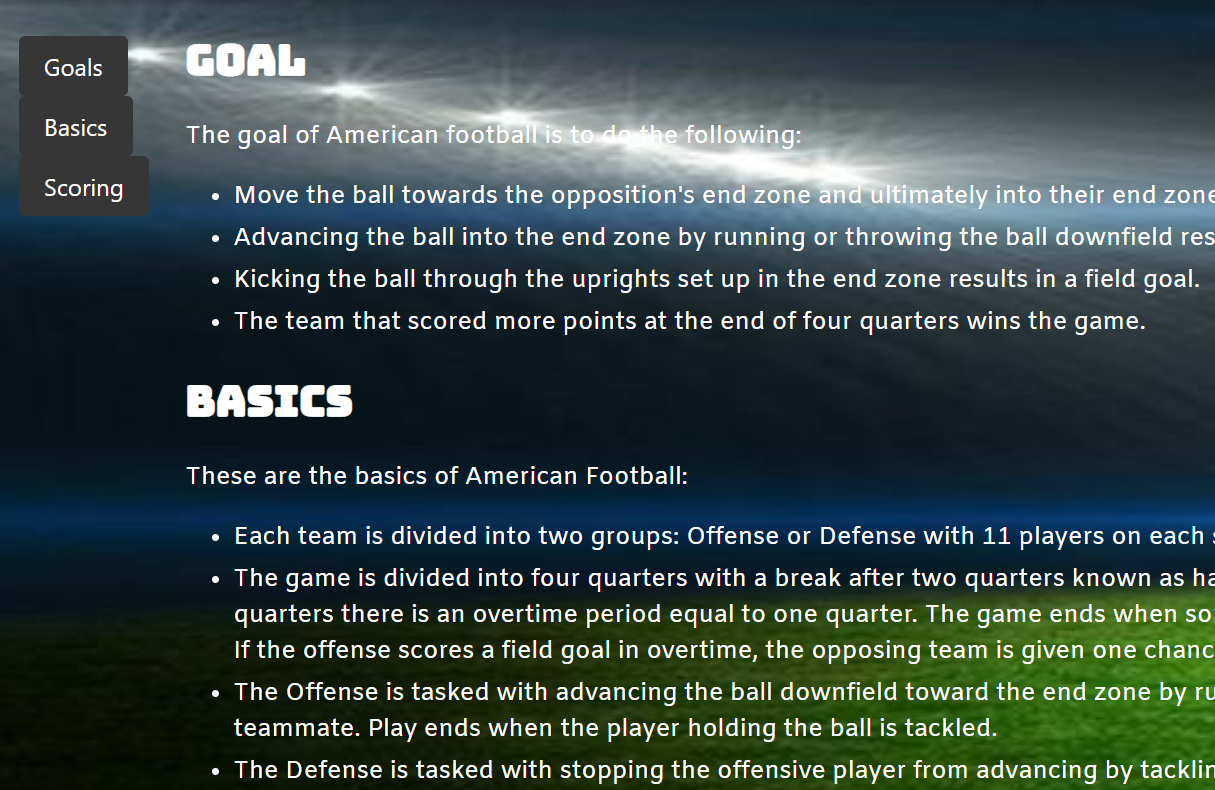 Goals
Basics
Scoring
GOAL
The goal of American football is to do the following:
• Move the ball towards the opposition's end zone and ultimately into their end zone
• Advancing the ball into the end zone by running or throwing the ball downfield res
• Kicking the ball through the uprights set up in the end zone results in a field goal.
• The team that scored more points at the end of four quarters wins the game.
BASICS
These are the basics of American Football:
• Each team is divided into two groups: Offense or Defense with 11 players on each
• The game is divided into four quarters with a break after two quarters known as ha
quarters there is an overtime period equal to one quarter. The game ends when so
If the offense scores a field goal in overtime, the opposing team is given one chanc
• The Offense is tasked with advancing the ball downfield toward the end zone by ru
teammate. Play ends when the player holding the ball is tackled.
• The Defense is tasked with stopping the offensive player from advancing by tacklin